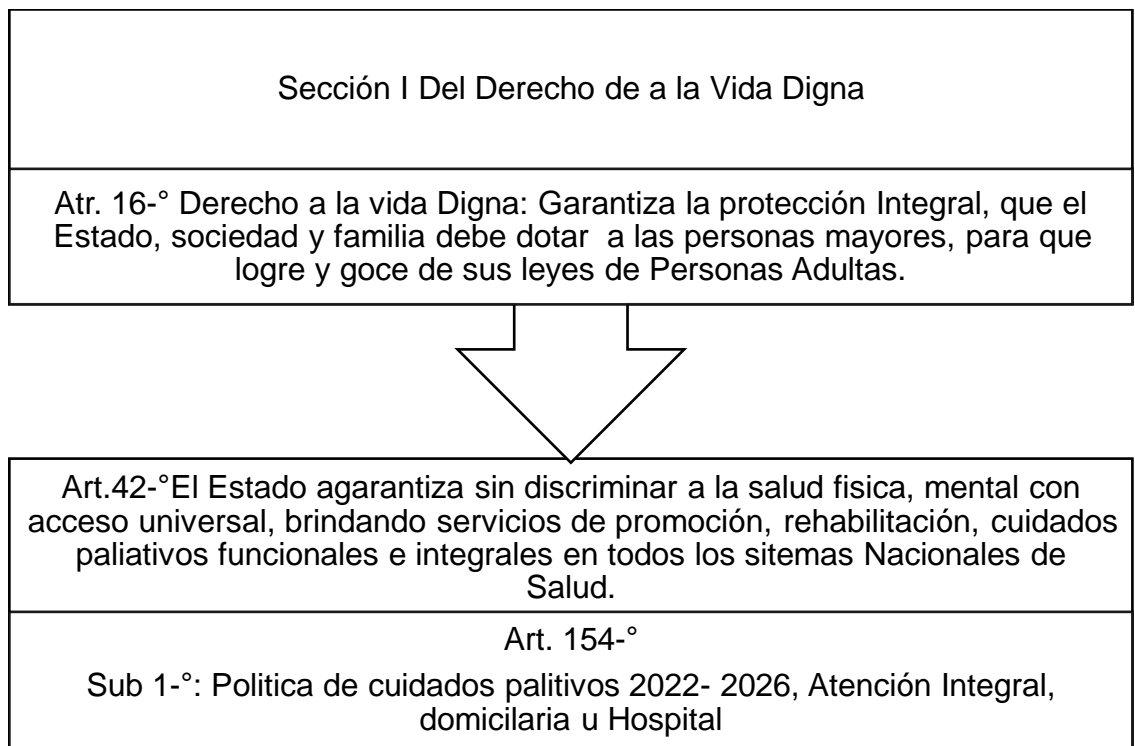 Sección I Del Derecho de a la Vida Digna
Atr. 16-° Derecho a la vida Digna: Garantiza la protección Integral, que el
Estado, sociedad y familia debe dotar a las personas mayores, para que
logre y goce de sus leyes de Personas Adultas.
Art.42-°El Estado agarantiza sin discriminar a la salud fisica, mental con
acceso universal, brindando servicios de promoción, rehabilitación, cuidados
paliativos funcionales e integrales en todos los sitemas Nacionales de
Salud.
Art. 154-°
Sub 1-°: Politica de cuidados palitivos 2022- 2026, Atención Integral,
domicilaria u Hospital